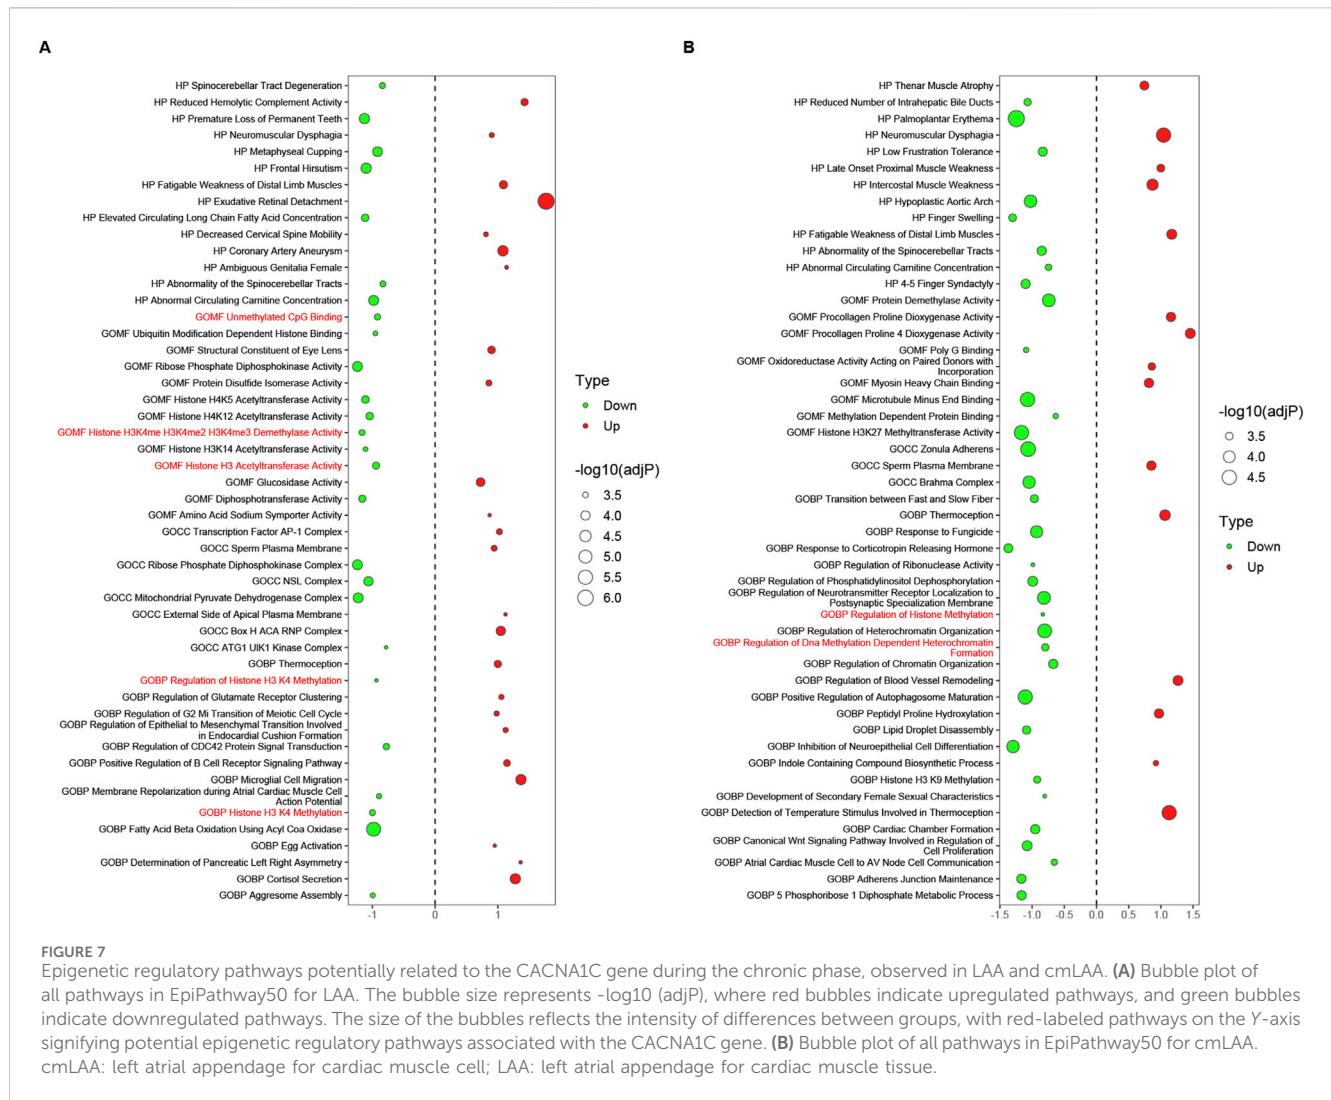 A
HP Spinocerebellar Tract Degeneration
HP Reduced Hemolytic Complement Activity
HP Premature Loss of Permanent Teeth
HP Neuromuscular Dysphagia
HP Metaphyseal Cupping
HP Frontal Hirsutism
HP Fatigable Weakness of Distal Limb Muscles
HP Exudative Retinal Detachment
HP Elevated Circulating Long Chain Fatty Acid Concentration
HP Decreased Cervical Spine Mobility
HP Coronary Artery Aneurysm
HP Ambiguous Genitalia Female
HP Abnormality of the Spinocerebellar Tracts
HP Abnormal Circulating Carnitine Concentration
GOMF Unmethylated CpG Binding
GOMF Ubiquitin Modification Dependent Histone Binding
GOMF Structural Constituent of Eye Lens
GOMF Ribose Phosphate Diphosphokinase Activity
GOMF Protein Disulfide Isomerase Activity
GOMF Histone H4K5 Acetyltransferase Activity
GOMF Histone H4K12 Acetyltransferase Activity
GOMF Histone H3K4me H3K4me2 H3K4me3 Demethylase Activity
GOMF Histone H3K14 Acetyltransferase Activity
GOMF Histone H3 Acetyltransferase Activity
GOMF Glucosidase Activity
GOMF Diphosphotransferase Activity
GOMF Amino Acid Sodium Symporter Activity
GOCC Transcription Factor AP-1 Complex
GOCC Sperm Plasma Membrane
GOCC Ribose Phosphate Diphosphokinase Complex
GOCC NSL Complex
GOCC Mitochondrial Pyruvate Dehydrogenase Complex
GOCC External Side of Apical Plasma Membrane
GOCC Box H ACA RNP Complex
GOCC ATG1 UlK1 Kinase Complex
GOBP Thermoception
GOBP Regulation of Histone H3 K4 Methylation
GOBP Regulation of Glutamate Receptor Clustering
GOBP Regulation of G2 Mi Transition of Meiotic Cell Cycle
GOBP Regulation of Epithelial to Mesenchymal Transition Involved
in Endocardial Cushion Formation
GOBP Regulation of CDC42 Protein Signal Transduction
GOBP Positive Regulation of B Cell Receptor Signaling Pathway
GOBP Microglial Cell Migration
GOBP Membrane Repolarization during Atrial Cardiac Muscle Cell
Action Potential
GOBP Histone H3 K4 Methylation
GOBP Fatty Acid Beta Oxidation Using Acyl Coa Oxidase
GOBP Egg Activation
GOBP Determination of Pancreatic Left Right Asymmetry
GOBP Cortisol Secretion
GOBP Aggresome Assembly
-1 0 1
Type
Down
Up
-log10(adjP)
3.5
4.0
4.5
5.0
5.5
6.0
B
HP Thenar Muscle Atrophy
HP Reduced Number of Intrahepatic Bile Ducts
HP Palmoplantar Erythema
HP Neuromuscular Dysphagia
HP Low Frustration Tolerance
HP Late Onset Proximal Muscle Weakness
HP Intercostal Muscle Weakness
HP Hypoplastic Aortic Arch
HP Finger Swelling
HP Fatigable Weakness of Distal Limb Muscles
HP Abnormality of the Spinocerebellar Tracts
HP Abnormal Circulating Carnitine Concentration
HP 4-5 Finger Syndactyly
GOMF Protein Demethylase Activity
GOMF Procollagen Proline Dioxygenase Activity
GOMF Procollagen Proline 4 Dioxygenase Activity
GOMF Poly G Binding
GOMF Oxidoreductase Activity Acting on Paired Donors with
Incorporation
GOMF Myosin Heavy Chain Binding
GOMF Microtubule Minus End Binding
GOMF Methylation Dependent Protein Binding
GOMF Histone H3K27 Methyltransferase Activity
GOCC Zonula Adherens
GOCC Sperm Plasma Membrane
GOCC Brahma Complex
GOBP Transition between Fast and Slow Fiber
GOBP Thermoception
GOBP Response to Fungicide
GOBP Response to Corticotropin Releasing Hormone
GOBP Regulation of Ribonuclease Activity
GOBP Regulation of Phosphatidylinositol Dephosphorylation
GOBP Regulation of Neurotransmitter Receptor Localization to
Postsynaptic Specialization Membrane
GOBP Regulation of Histone Methylation
GOBP Regulation of Heterochromatin Organization
GOBP Regulation of Dna Methylation Dependent Heterochromatin
Formation
GOBP Regulation of Chromatin Organization
GOBP Regulation of Blood Vessel Remodeling
GOBP Positive Regulation of Autophagosome Maturation
GOBP Peptidyl Proline Hydroxylation
GOBP Lipid Droplet Disassembly
GOBP Inhibition of Neuroepithelial Cell Differentiation
GOBP Indole Containing Compound Biosynthetic Process
GOBP Histone H3 K9 Methylation
GOBP Development of Secondary Female Sexual Characteristics
GOBP Detection of Temperature Stimulus Involved in Thermoception
GOBP Cardiac Chamber Formation
GOBP Canonical Wnt Signaling Pathway Involved in Regulation of
Cell Proliferation
GOBP Atrial Cardiac Muscle Cell to AV Node Cell Communication
GOBP Adherens Junction Maintenance
GOBP 5 Phosphoribose 1 Diphosphate Metabolic Process
-1.5 -1.0 -0.5 0.0 0.5 1.0 1.5
-log10(adjP)
3.5
4.0
4.5
Type
Down
Up
FIGURE 7
Epigenetic regulatory pathways potentially related to the CACNA1C gene during the chronic phase, observed in LAA and cmLAA. (A) Bubble plot of
all pathways in EpiPathway50 for LAA. The bubble size represents -log10 (adjP), where red bubbles indicate upregulated pathways, and green bubbles
indicate downregulated pathways. The size of the bubbles reflects the intensity of differences between groups, with red-labeled pathways on the Y-axis
signifying potential epigenetic regulatory pathways associated with the CACNA1C gene. (B) Bubble plot of all pathways in EpiPathway50 for cmLAA.
cmLAA: left atrial appendage for cardiac muscle cell; LAA: left atrial appendage for cardiac muscle tissue.